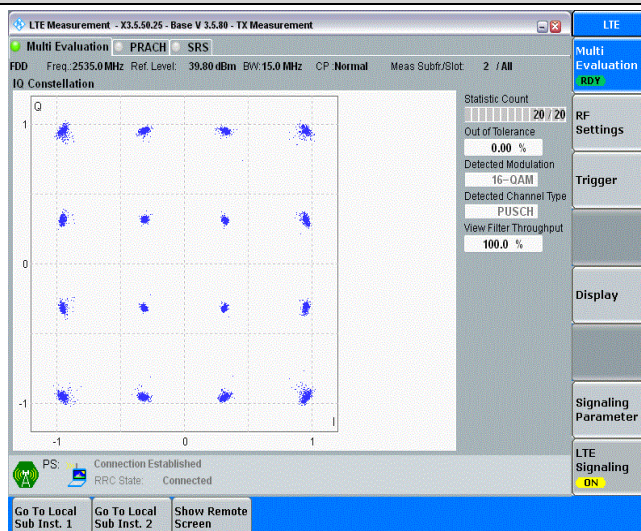 LTE Measurement - X3.5.50.25 - Base V 3.5.80 - TX Measurement
LTE
Multi Evaluation PRACH SRS
FDD Freq.:2535.0 MHz Ref. Level: 39.80 dBm BW:15.0 MHz CP :Normal Meas Subfr./Slot: 2 / All
IQ Constellation
Q
1
0
-1
-1 0 1
I
Statistic Count
20 / 20
Out of Tolerance
0.00 %
Detected Modulation
16-QAM
Detected Channel Type
PUSCH
View Filter Throughput
100.0 %
Multi
Evaluation
RDY
RF
Settings
Trigger
Display
Signaling
Parameter
LTE
Signaling
ON
PS: Connection Established
RRC State: Connected
Go To Local
Sub Inst. 1
Go To Local
Sub Inst. 2
Show Remote
Screen